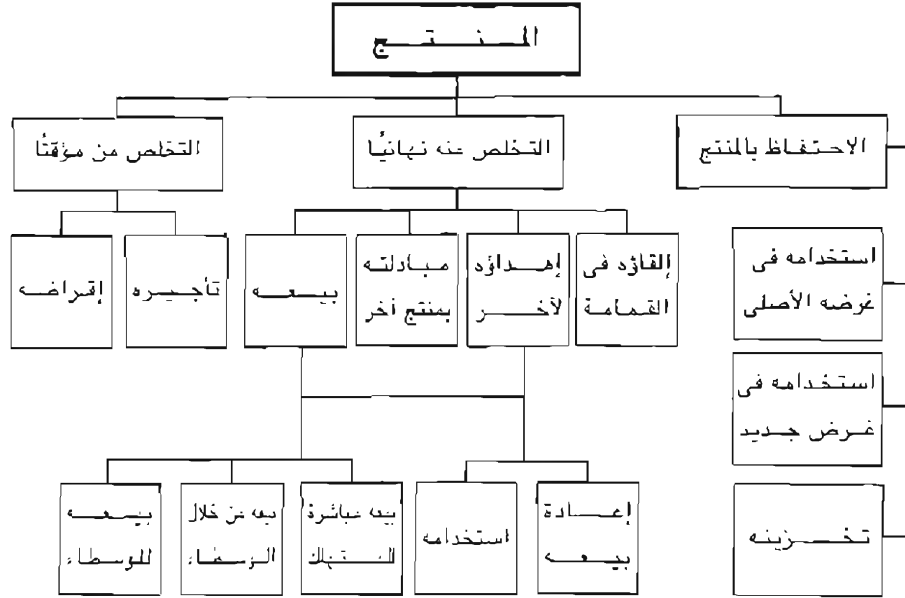 المنتج
الاحتفاظ بالمنتج
التخلص منه نهائيًا
التخلص من مؤقتًا
استخدامه فى
غرضه الأصلى
استخدامه فى
غرض جديد
تخزينه
إلقاؤه فى
القمامة
إهداؤه
لآخر
مبادلته
بمنتج آخر
بيعه
تأجيره
إقراضه
إعادة
بيعه
استخدامه
بيعه مباشرة
للمستهلك
بيعه من خلال
الوسطاء
بيعه
للوسطاء